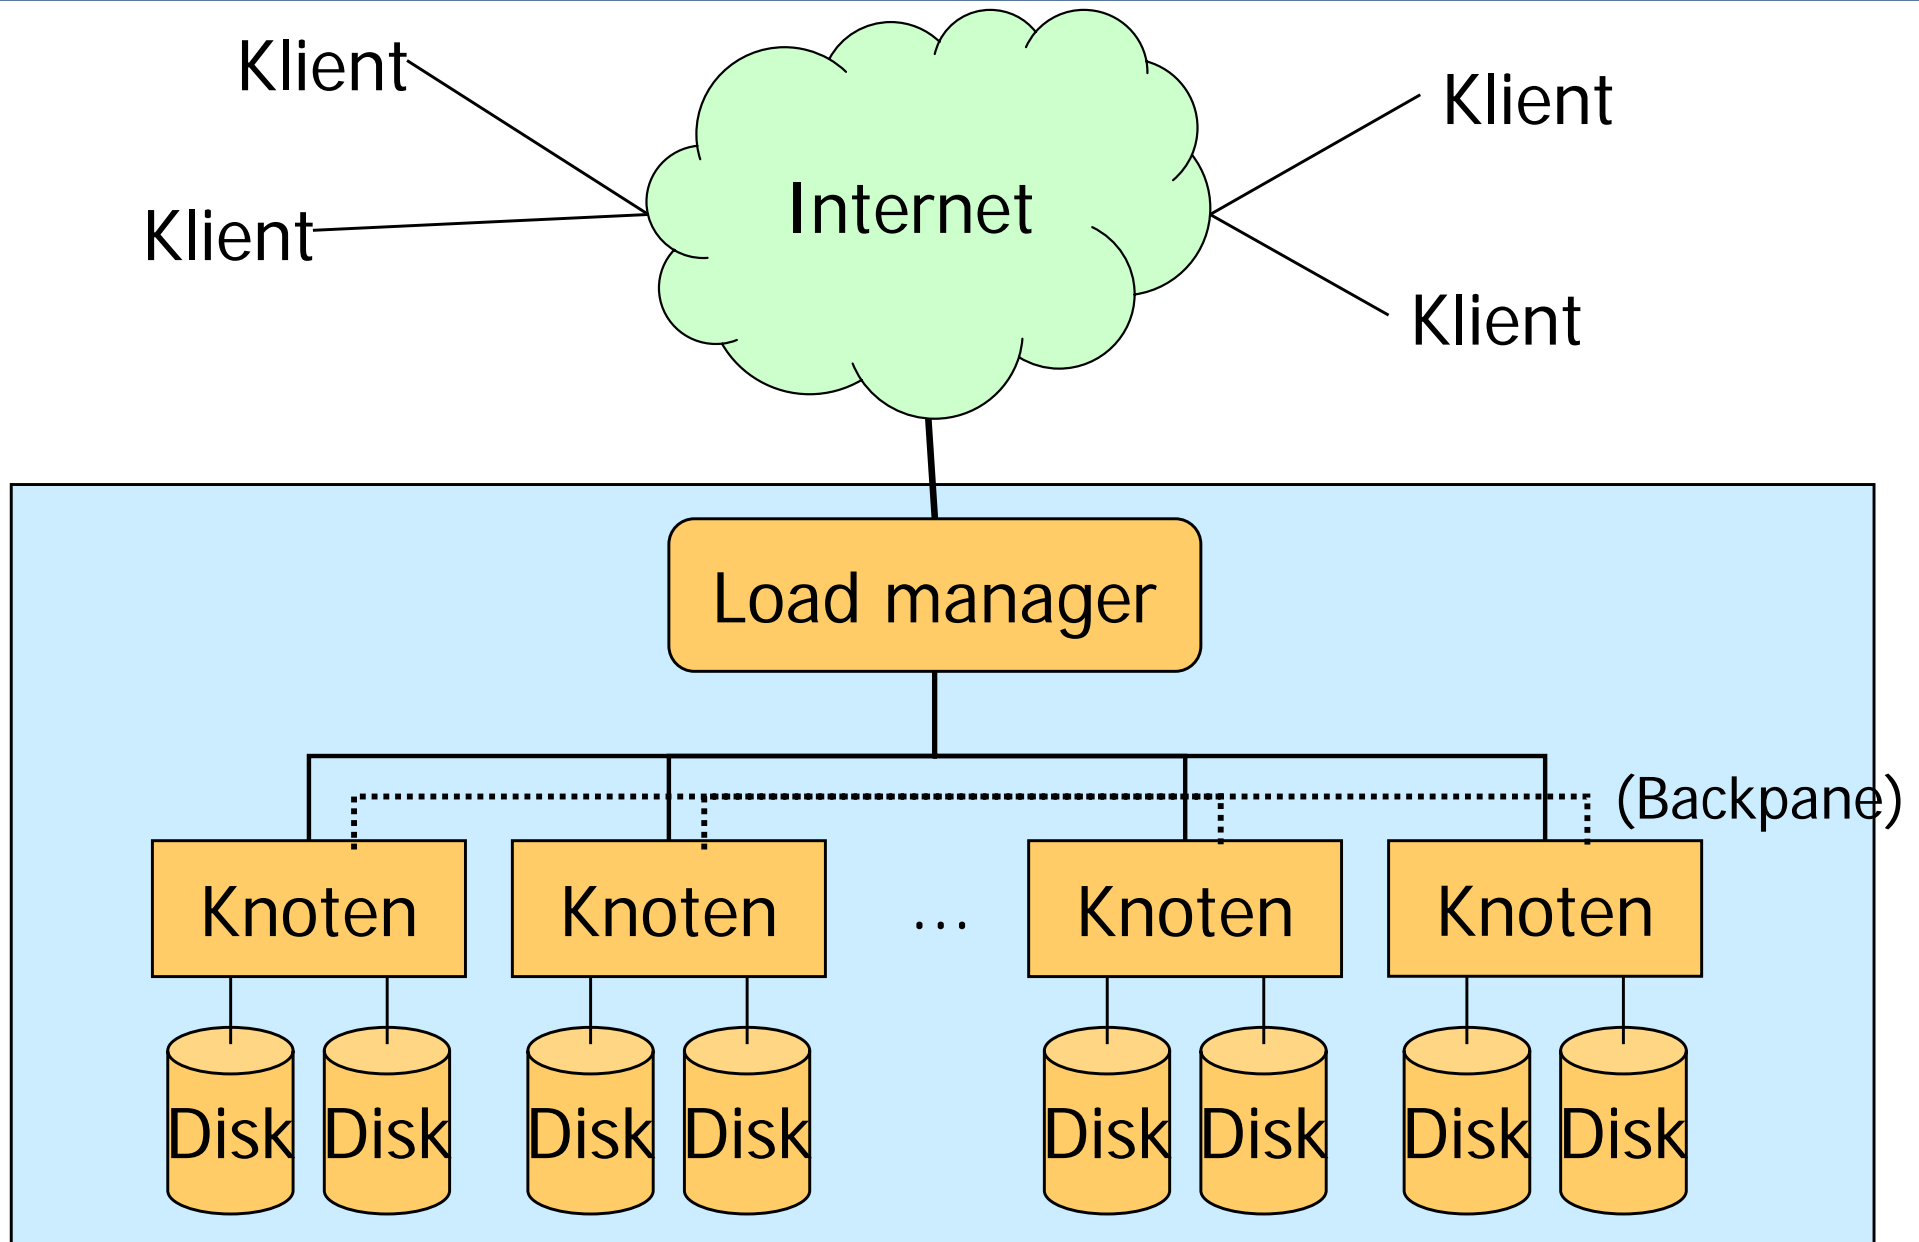 Klient
Klient
Klient
Internet
Klient
Load manager
(Backpane)
Knoten Knoten ... Knoten Knoten
Disk Disk Disk Disk Disk Disk Disk Disk